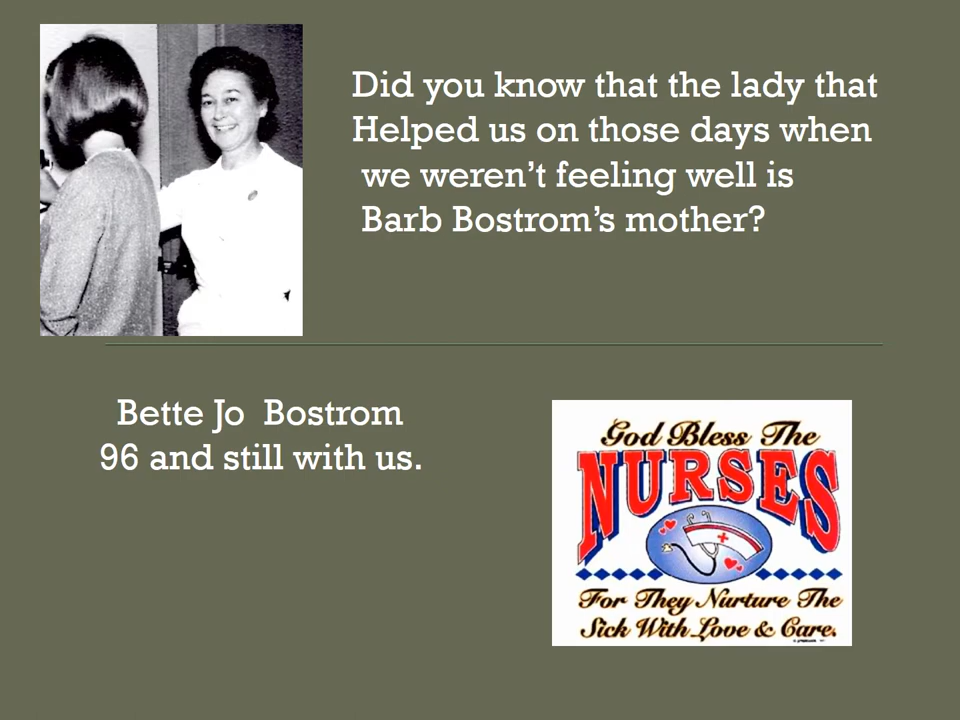 Did you know that the lady that
Helped us on those days when
we weren't feeling well is
Barb Bostrom's mother?
Bette Jo Bostrom
96 and still with us.
God Bless The
NURSES
For They Nurture The
Sick With Love & Care.